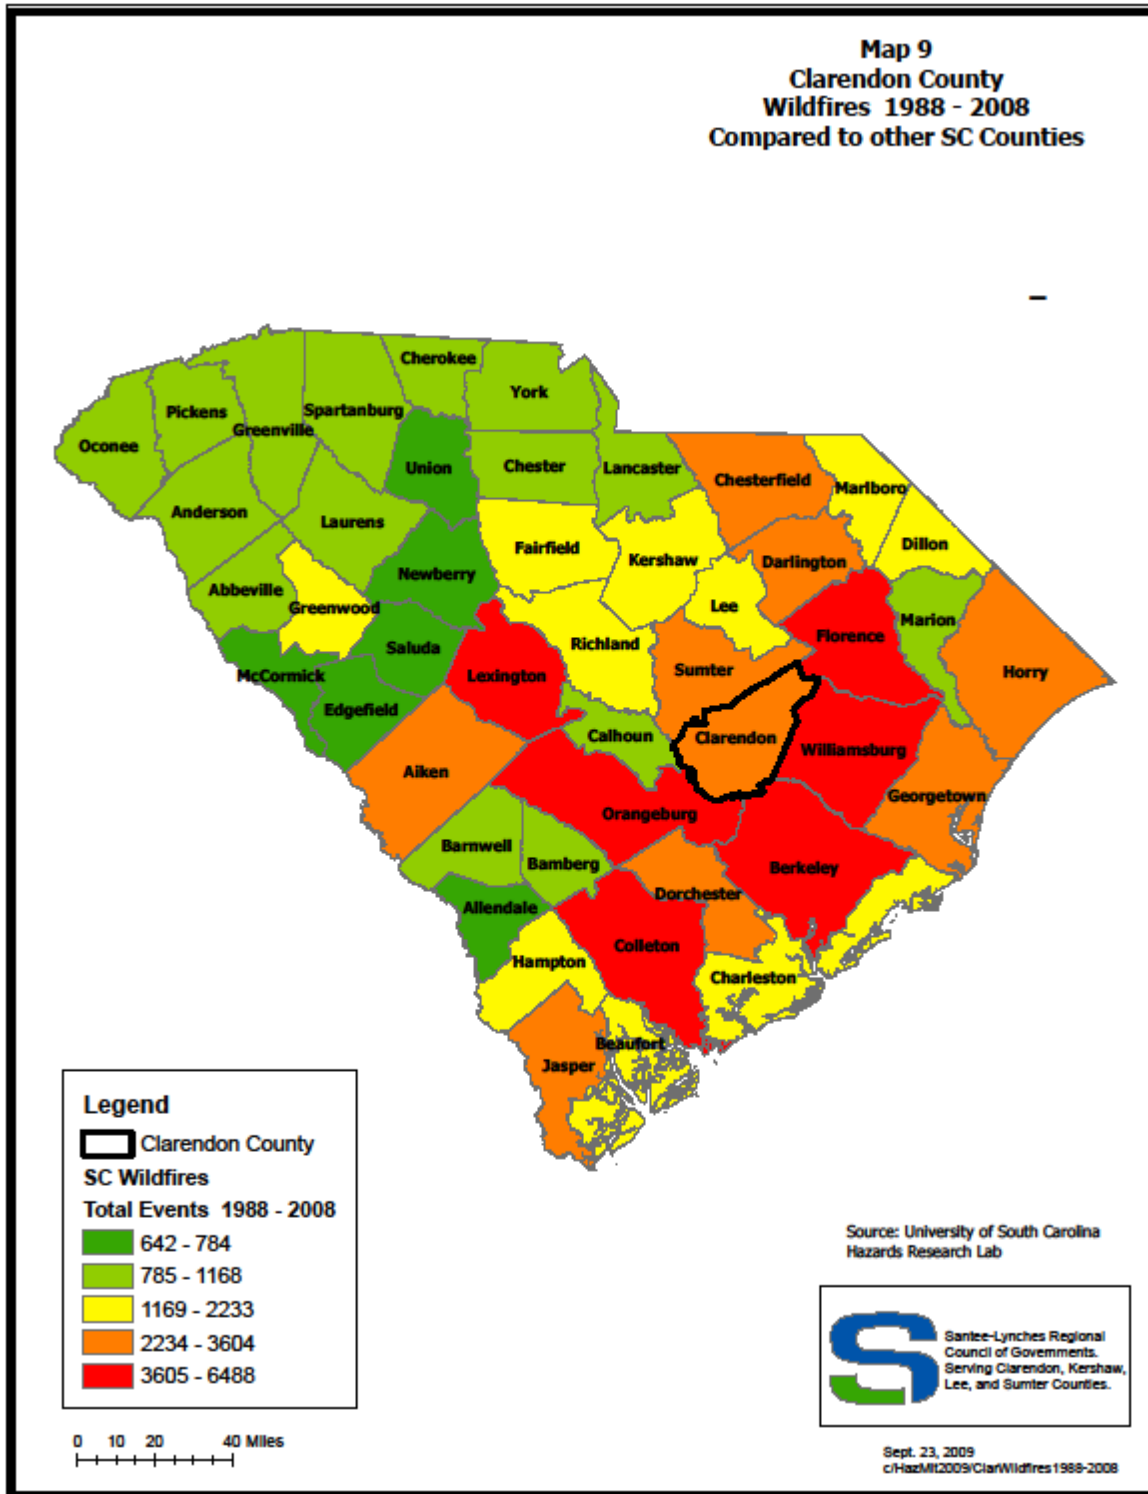 Map 9
Clarendon County
Wildfires 1988 - 2008
Compared to other SC Counties
Cherokee
York
Pickens
Spartanburg
Greenville
Oconee
Union
Chester
Lancaster
Chesterfield
Marlboro
Anderson
Laurens
Fairfield
Kershaw
Dillon
Darlington
Newberry
Abbeville
Greenwood
Lee
Marion
Florence
Richland
Saluda
Sumter
McCormick
Lexington
Horry
Edgefield
Calhoun
Clarendon
Williamsburg
Aiken
Georgetown
Orangeburg
Barnwell
Bamberg
Berkeley
Dorchester
Allendale
Colleton
Hampton
Charleston
Beaufort
Jasper
Legend
Clarendon County
SC Wildfires
Total Events 1988 - 2008
642 - 784
785 - 1168
1169 - 2233
2234 - 3604
3605 - 6488
0 10 20 40 Miles
Source: University of South Carolina
Hazards Research Lab
Santee-Lynches Regional
Council of Governments.
Serving Clarendon, Kershaw,
Lee, and Sumter Counties.
Sept. 23, 2009
c/HazMit2009/ClarWildfires1988-2008